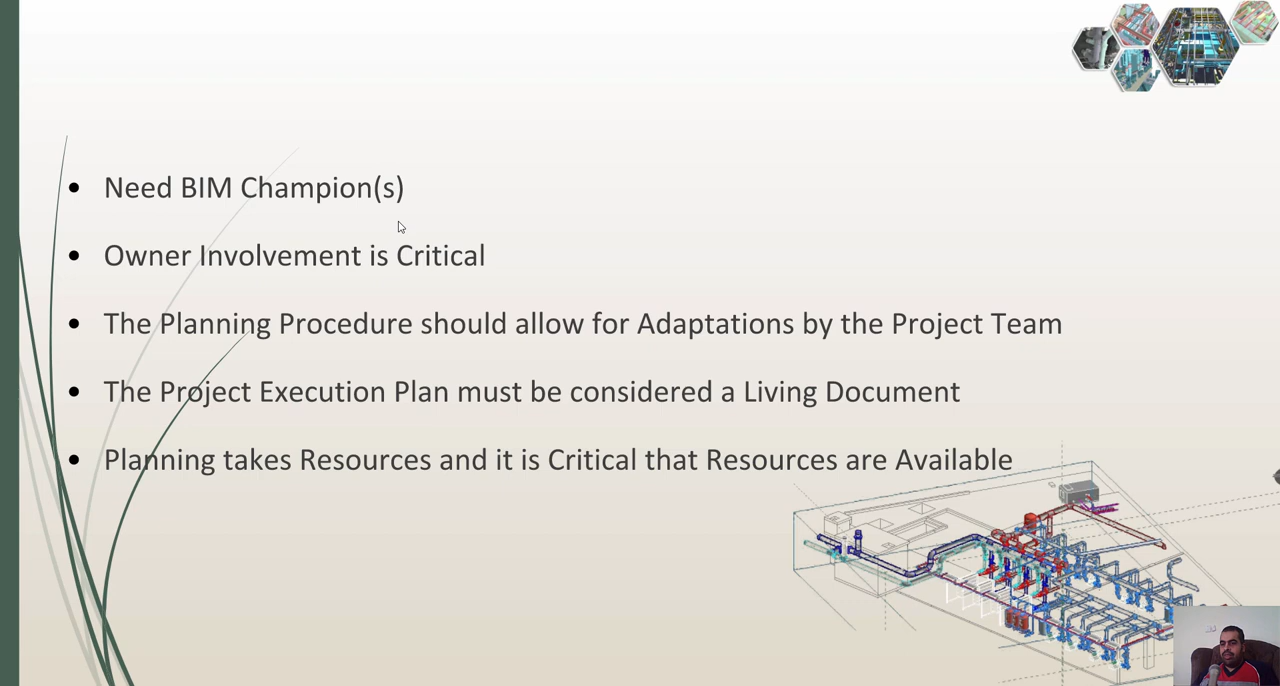 Need BIM Champion(s)
Owner Involvement is Critical
The Planning Procedure should allow for Adaptations by the Project Team
The Project Execution Plan must be considered a Living Document
Planning takes Resources and it is Critical that Resources are Available